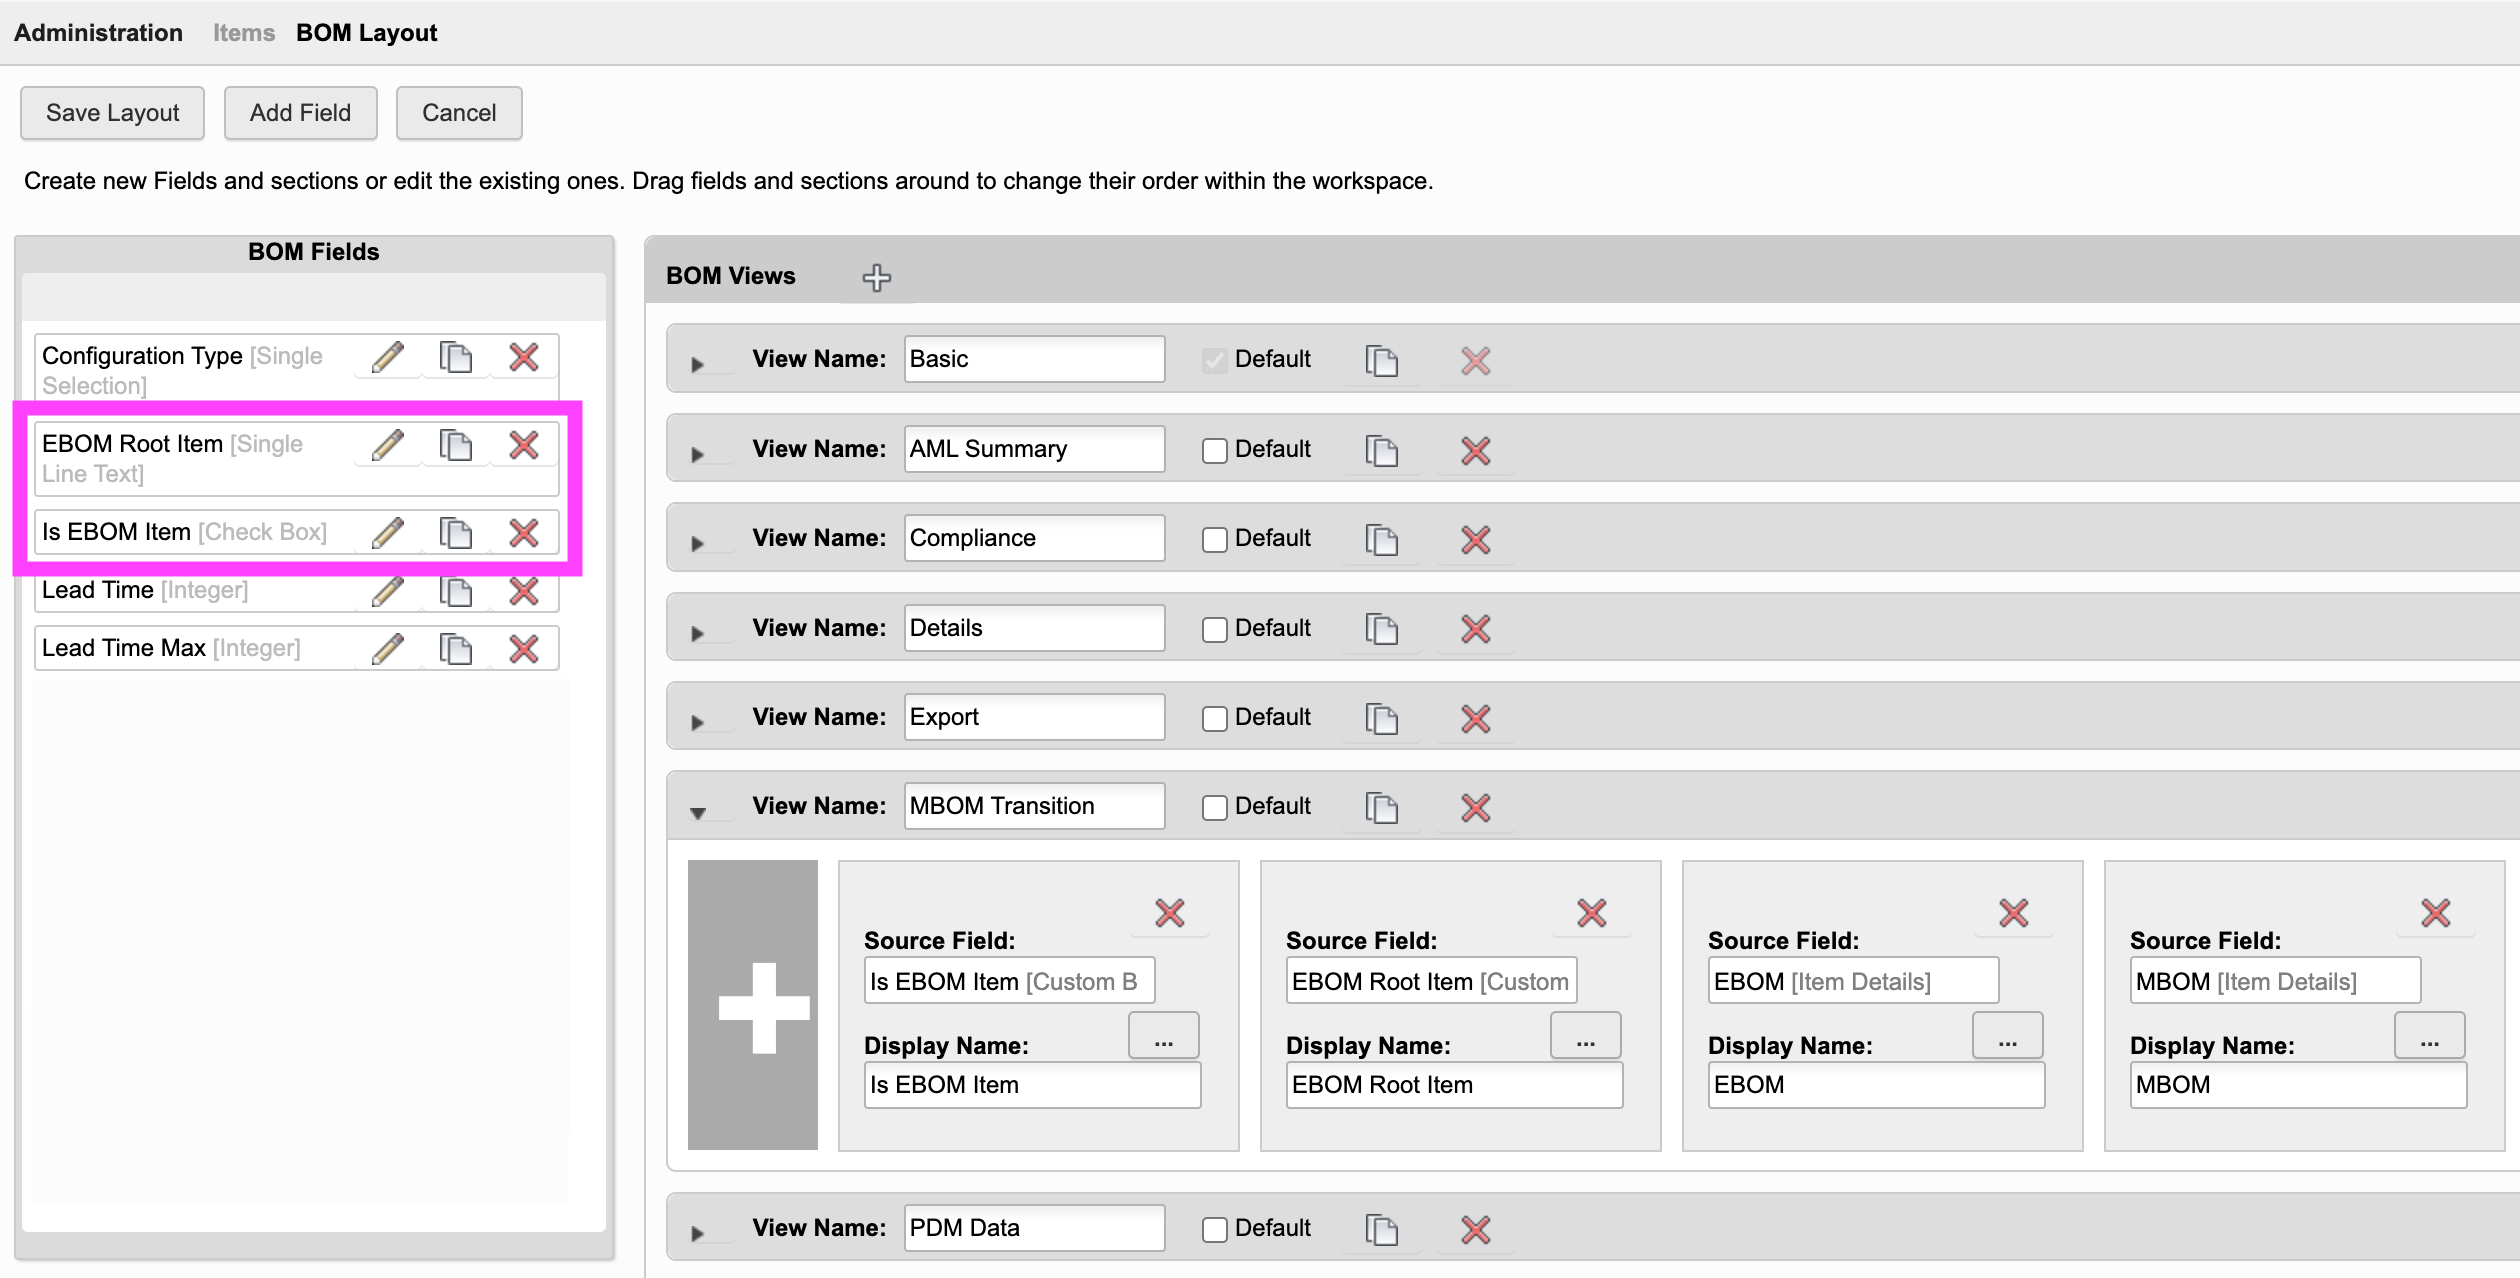 Administration Items BOM Layout
Save Layout Add Field Cancel
Create new Fields and sections or edit the existing ones. Drag fields and sections around to change their order within the workspace.
BOM Fields
Configuration Type [Single
Selection]
EBOM Root Item [Single
Line Text]
Is EBOM Item [Check Box]
Lead Time [Integer]
Lead Time Max [Integer]
BOM Views
View Name: Basic Default
View Name: AML Summary Default
View Name: Compliance Default
View Name: Details Default
View Name: Export Default
View Name: MBOM Transition Default
Source Field:
Is EBOM Item [Custom B
...
Display Name:
Is EBOM Item
Source Field:
EBOM Root Item [Custom
...
Display Name:
EBOM Root Item
Source Field:
EBOM [Item Details]
...
Display Name:
EBOM
Source Field:
MBOM [Item Details]
...
Display Name:
MBOM
View Name: PDM Data Default